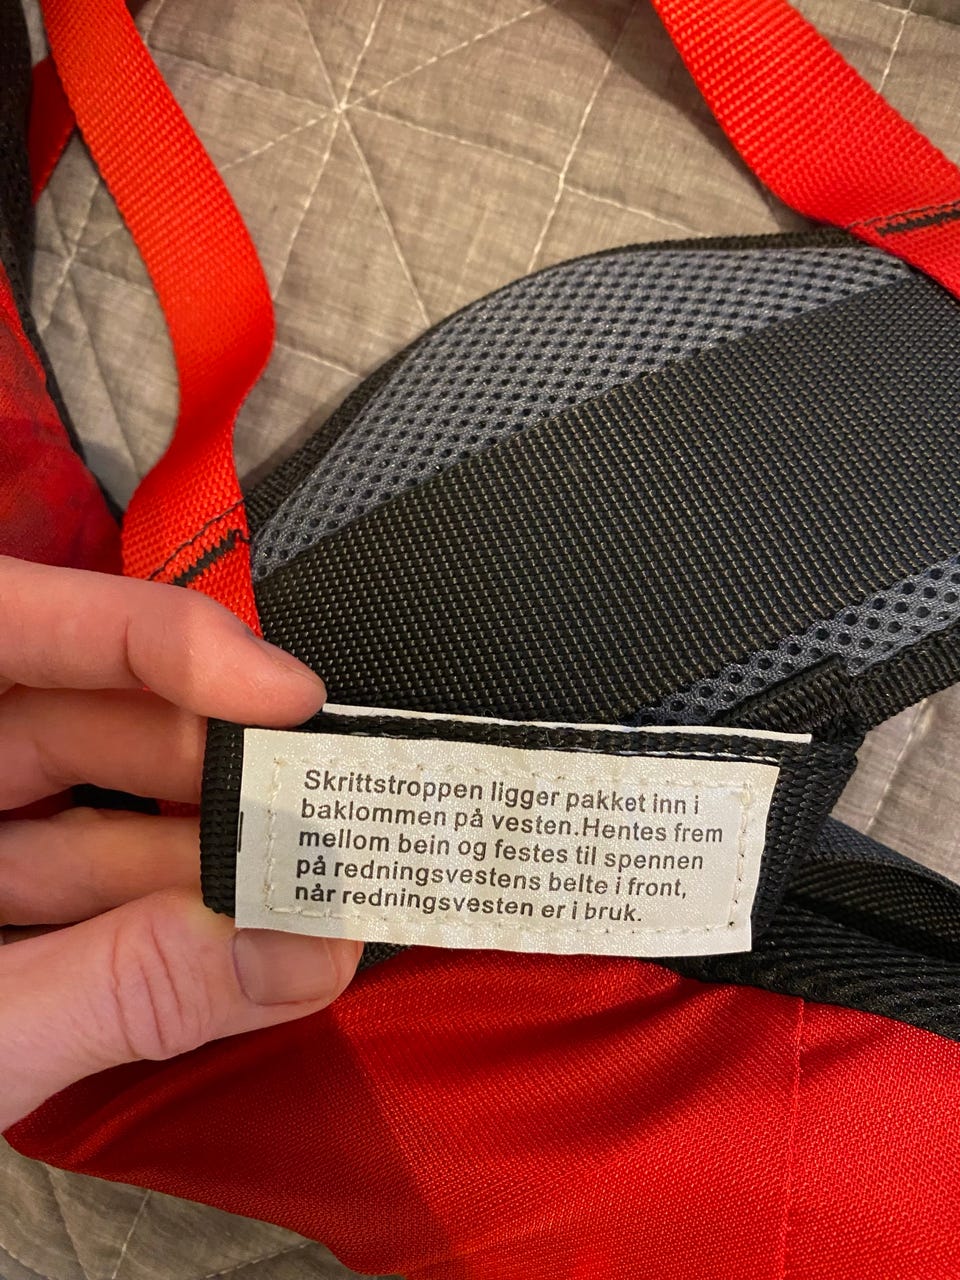 Skrittstroppen ligger pakket inn i
baklommen på vesten.Hentes frem
mellom bein og festes til spennen
på redningsvestens belte i front,
når redningsvesten er i bruk.